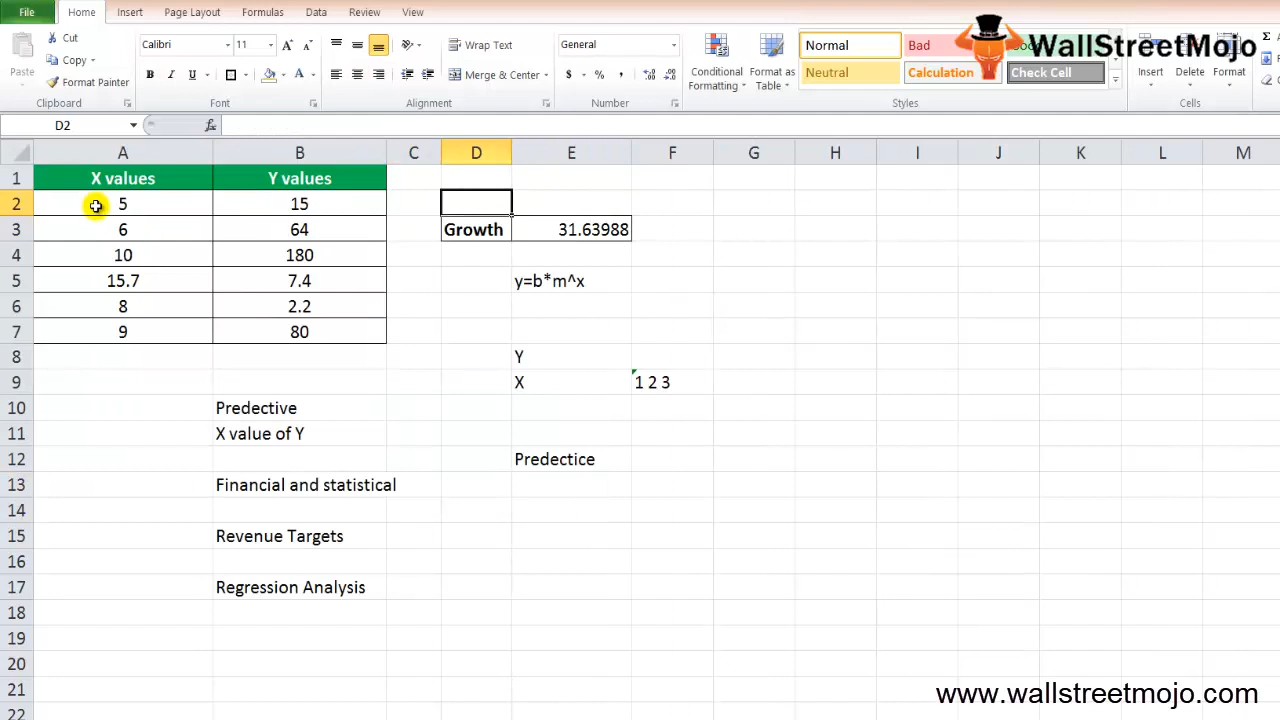 File Home Insert Page Layout Formulas Data Review View
Paste Cut Copy Format Painter
Calibri 11
B I U A
Wrap Text
Merge & Center
General
$ % ,
Conditional Formatting
Format as Table
Normal Bad
Neutral Calculation Check Cell
Insert Delete Format
WallStreetMojo
Clipboard Font Alignment Number Styles Cells
D2 fx
A B C D E F G H I J K L M
1 X values Y values
2 5 15
3 6 64 Growth 31.63988
4 10 180
5 15.7 7.4 y=b*m^x
6 8 2.2
7 9 80
8 Y
9 X 1 2 3
10 Predective
11 X value of Y
12 Predectice
13 Financial and statistical
14
15 Revenue Targets
16
17 Regression Analysis
18
19
20
21
22
www.wallstreetmojo.com